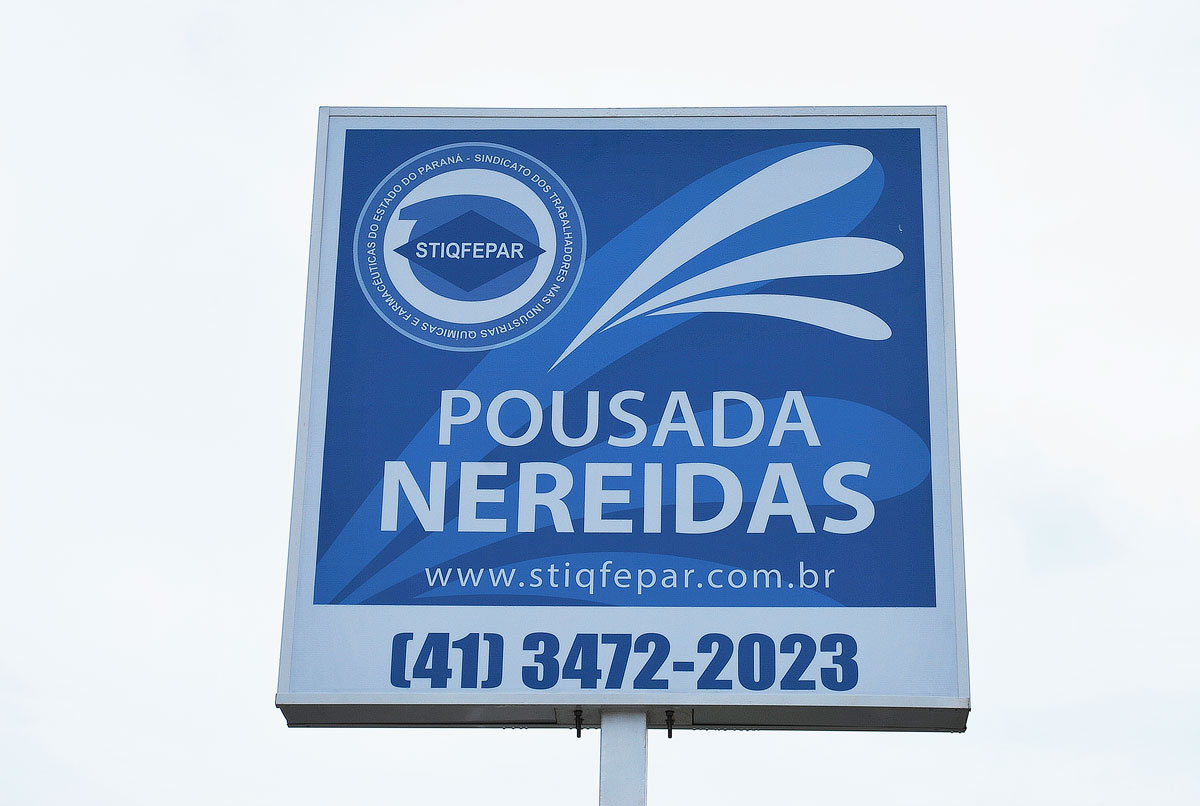 SINDICATO DOS TRABALHADORES NAS INDÚSTRIAS QUÍMICAS E FARMACÊUTICAS DO ESTADO DO PARANÁ -
STIQFEPAR
POUSADA
NEREIDAS
www.stiqfepar.com.br
(41) 3472-2023